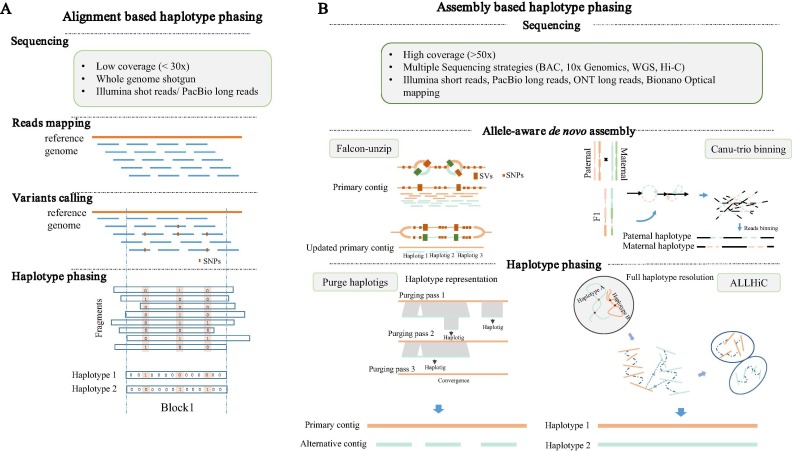 A
Alignment based haplotype phasing
Sequencing
• Low coverage (< 30x)
• Whole genome shotgun
• Illumina shot reads/ PacBio long reads
Reads mapping
reference
genome
Variants calling
reference
genome
SNPs
Haplotype phasing
Fragments
Haplotype 1
Haplotype 2
Block1
B
Assembly based haplotype phasing
Sequencing
• High coverage (>50x)
• Multiple Sequencing strategies (BAC, 10x Genomics, WGS, Hi-C)
• Illumina short reads, PacBio long reads, ONT long reads, Bionano Optical
mapping
Allele-aware de novo assembly
Falcon-unzip
SVs
SNPs
Primary contig
Updated primary contig
Haplotig 1 Haplotig 2 Haplotig 3
Canu-trio binning
Paternal
Maternal
F1
Reads binning
Paternal haplotype
Maternal haplotype
Haplotype phasing
Purge haplotigs
Haplotype representation
Purging pass 1
Haplotig
Purging pass 2
Haplotig
Purging pass 3
Haplotig
Convergence
Primary contig
Alternative contig
Full haplotype resolution
ALLHiC
Haplotype A
Haplotype B
Haplotype 1
Haplotype 2